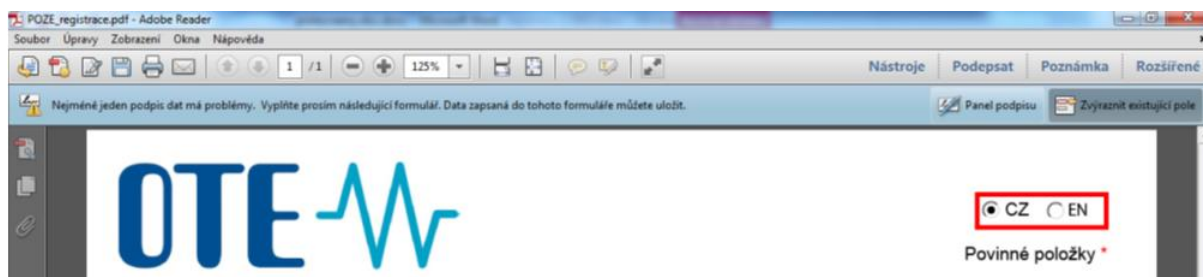 POZE_registrace.pdf - Adobe Reader
Soubor Úpravy Zobrazení Okna Nápověda
1 /1 125% Nástroje Podepsat Poznámka Rozšířené
Nejméně jeden podpis dat má problémy. Vyplňte prosím následující formulář. Data zapsaná do tohoto formuláře můžete uložit. Panel podpisu Zvýraznit existující pole
OTE
CZ EN
Povinné položky *